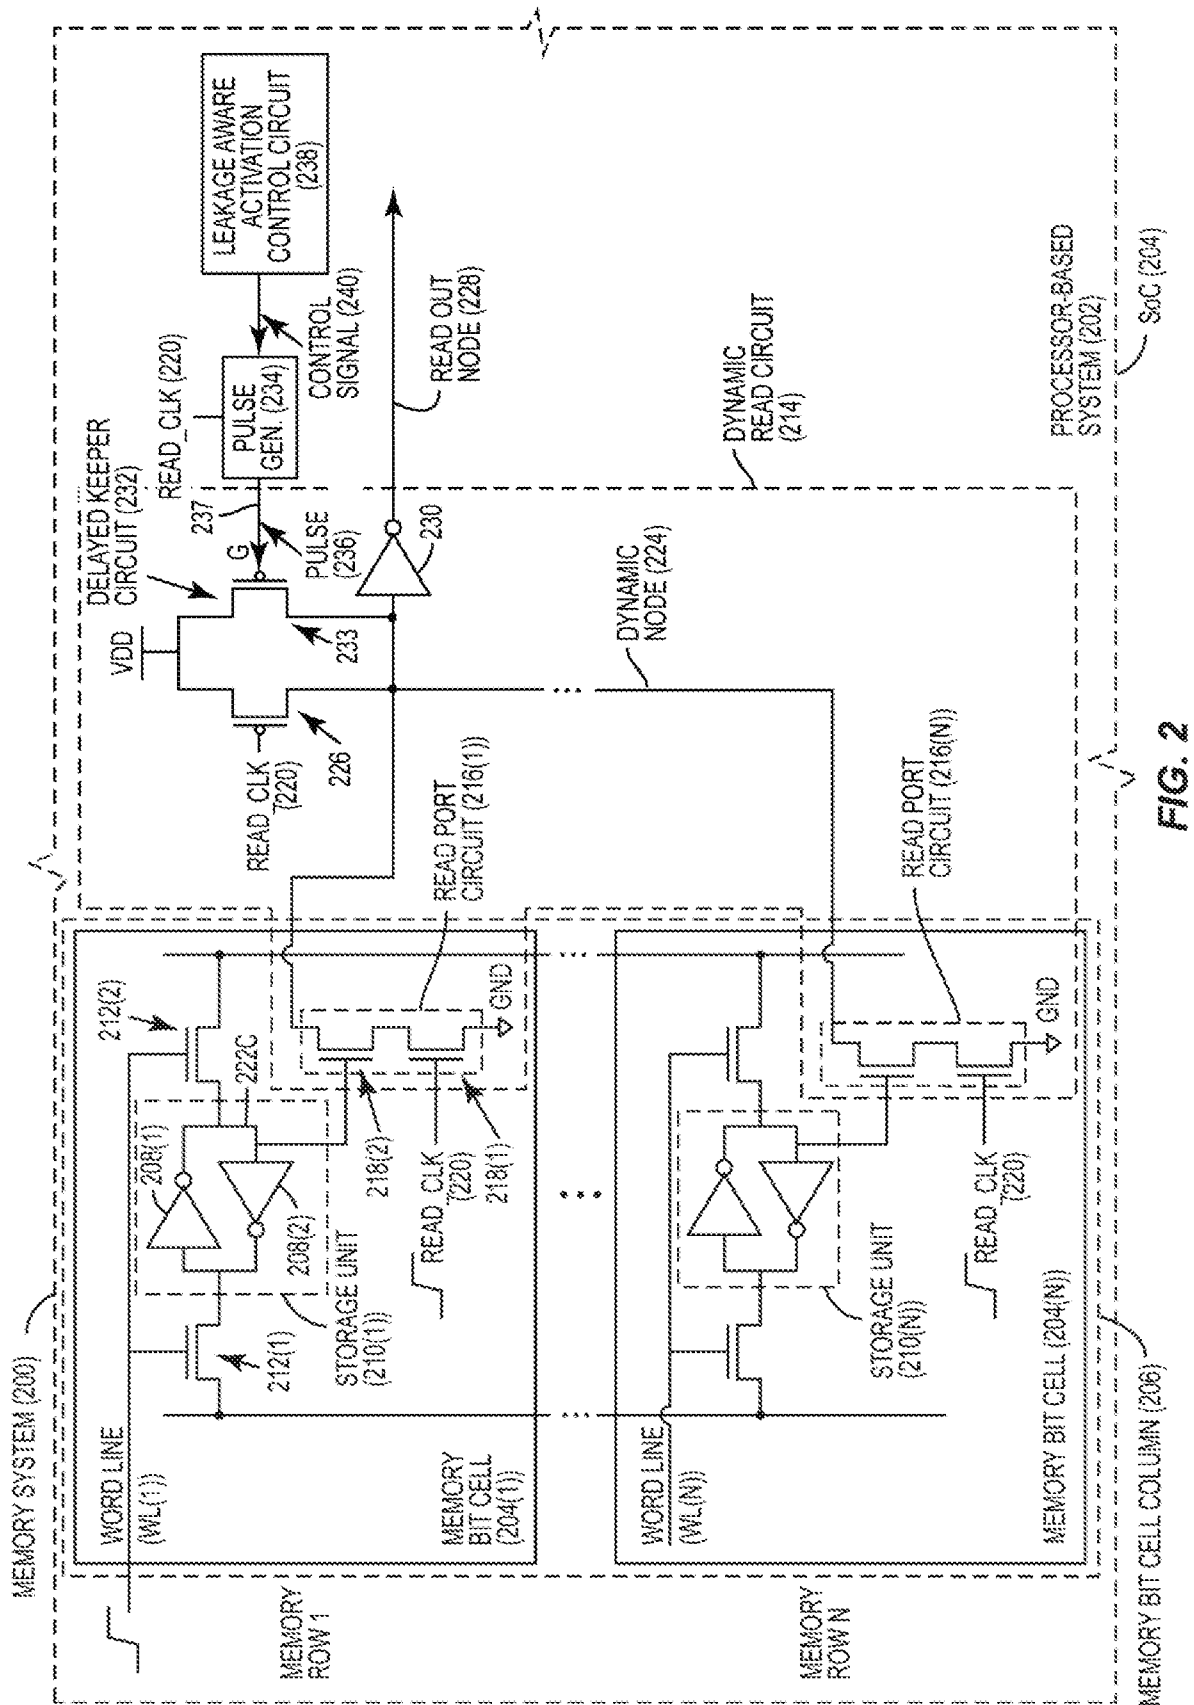 MEMORY SYSTEM (200)
WORD LINE
(WL(1))
212(1)
208(1)
222C
212(2)
208(2)
STORAGE UNIT
(210(1))
218(2)
READ_CLK
(220)
218(1)
GND
MEMORY
BIT CELL
(204(1))
MEMORY
ROW 1
READ PORT
CIRCUIT (216(1))
READ_CLK
(220)
226
VDD
DELAYED KEEPER
CIRCUIT (232)
233
G
237
PULSE
(236)
READ_CLK (220)
PULSE
GEN. (234)
CONTROL
SIGNAL (240)
LEAKAGE AWARE
ACTIVATION
CONTROL CIRCUIT
(238)
230
READ OUT
NODE (228)
DYNAMIC
NODE (224)
DYNAMIC
READ CIRCUIT
(214)
WORD LINE
(WL(N))
STORAGE UNIT
(210(N))
READ_CLK
(220)
GND
MEMORY BIT CELL (204(N))
MEMORY
ROW N
READ PORT
CIRCUIT (216(N))
PROCESSOR-BASED
SYSTEM (202)
SoC (204)
MEMORY BIT CELL COLUMN (206)
FIG. 2